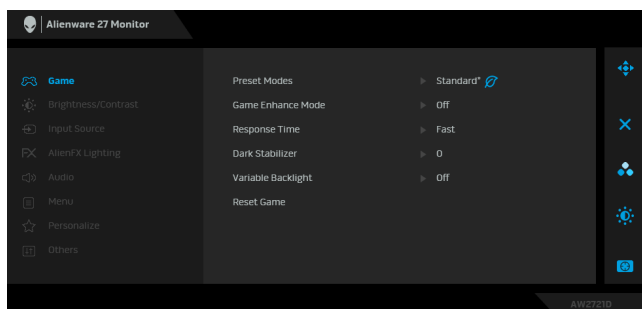 Alienware 27 Monitor
Game
Brightness/Contrast
Input Source
FX AlienFX Lighting
Audio
Menu
Personalize
Others
Preset Modes Standard*
Game Enhance Mode Off
Response Time Fast
Dark Stabilizer 0
Variable Backlight Off
Reset Game
AW2721D